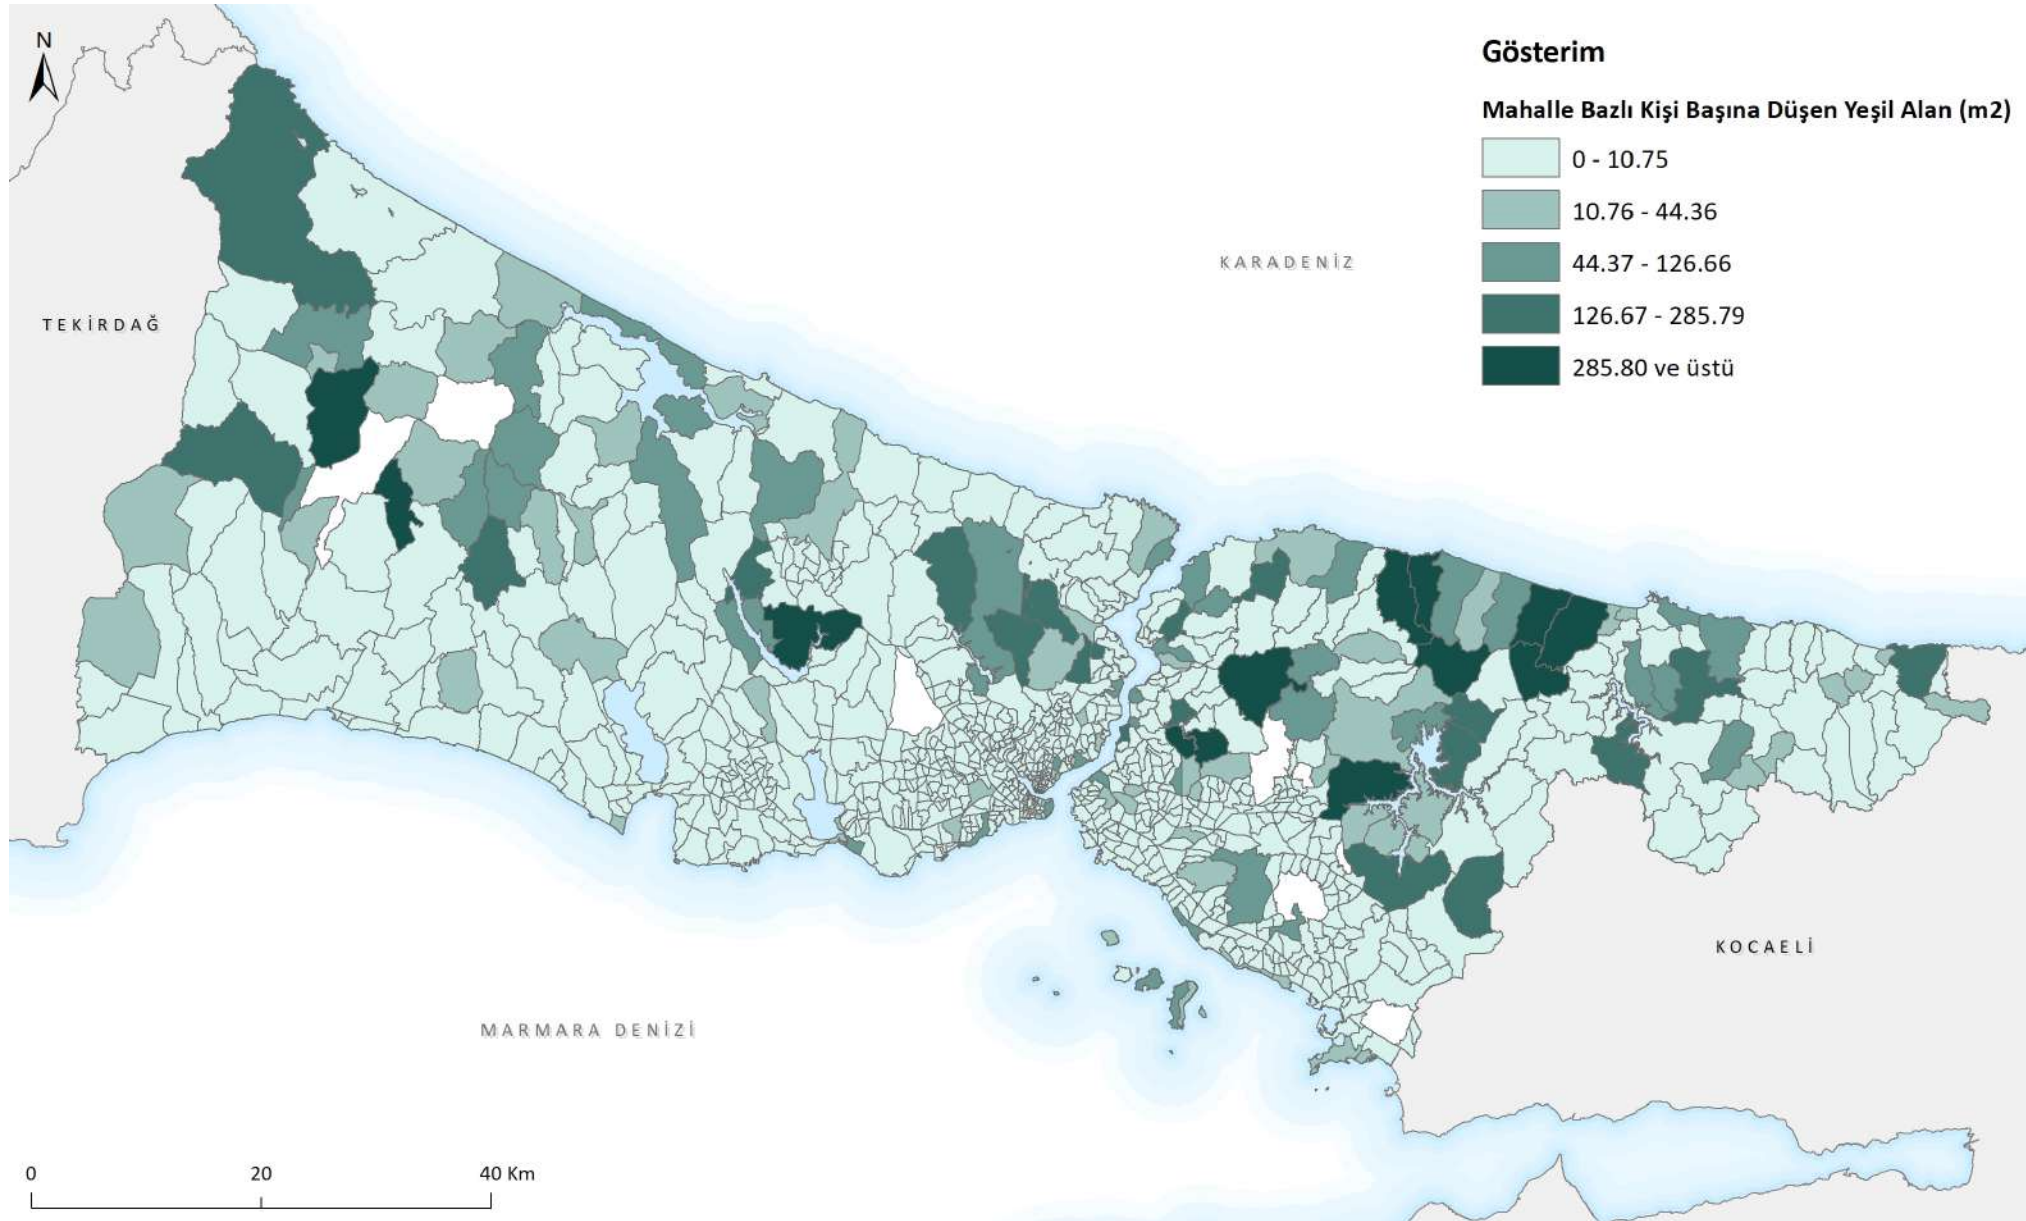 N
Gösterim
Mahalle Bazlı Kişi Başına Düşen Yeşil Alan (m2)
0 - 10.75
10.76 - 44.36
44.37 - 126.66
126.67 - 285.79
285.80 ve üstü
KARADENİZ
TEKİRDAĞ
KOCAELİ
MARMARA DENİZİ
0 20 40 Km